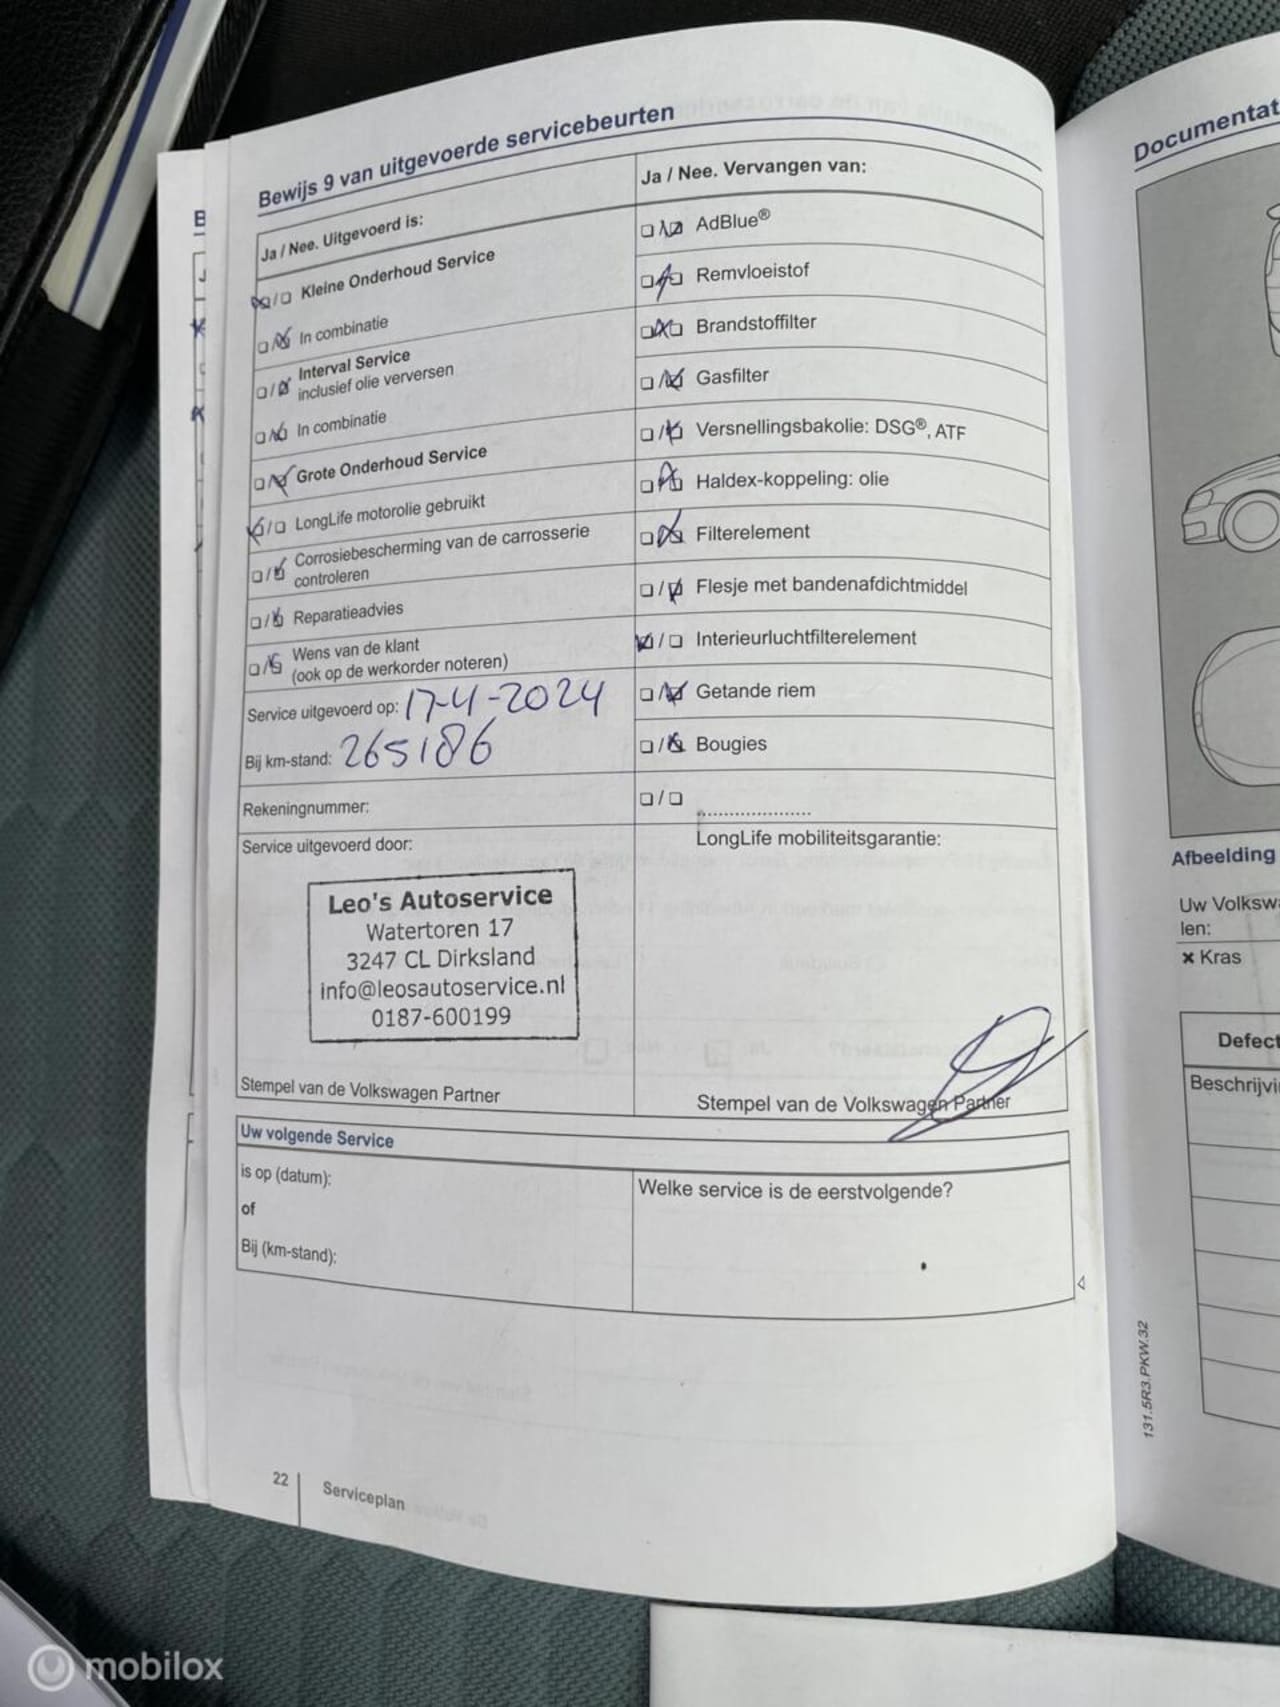 Bewijs 9 van uitgevoerde servicebeurten
Ja / Nee. Uitgevoerd is:
Kleine Onderhoud Service
In combinatie
Interval Service
inclusief olie verversen
In combinatie
Grote Onderhoud Service
LongLife motorolie gebruikt
Corrosiebescherming van de carrosserie
controleren
Reparatieadvies
Wens van de klant
(ook op de werkorder noteren)
Service uitgevoerd op: 17-4-2024
Bij km-stand: 265186
Rekeningnummer:
Service uitgevoerd door:
Leo's Autoservice
Watertoren 17
3247 CL Dirksland
info@leosautoservice.nl
0187-600199
Stempel van de Volkswagen Partner
Ja / Nee. Vervangen van:
AdBlue®
Remvloeistof
Brandstoffilter
Gasfilter
Versnellingsbakolie: DSG®, ATF
Haldex-koppeling: olie
Filterelement
Flesje met bandenafdichtmiddel
Interieurluchtfilterelement
Getande riem
Bougies
LongLife mobiliteitsgarantie:
Stempel van de Volkswagen Partner
Uw volgende Service
is op (datum):
of
Bij (km-stand):
Welke service is de eerstvolgende?
22
Serviceplan
Documentat
Afbeelding
Uw Volkswa
len:
× Kras
Defect
Beschrijvi
131.5R3.PKW.32
mobilox